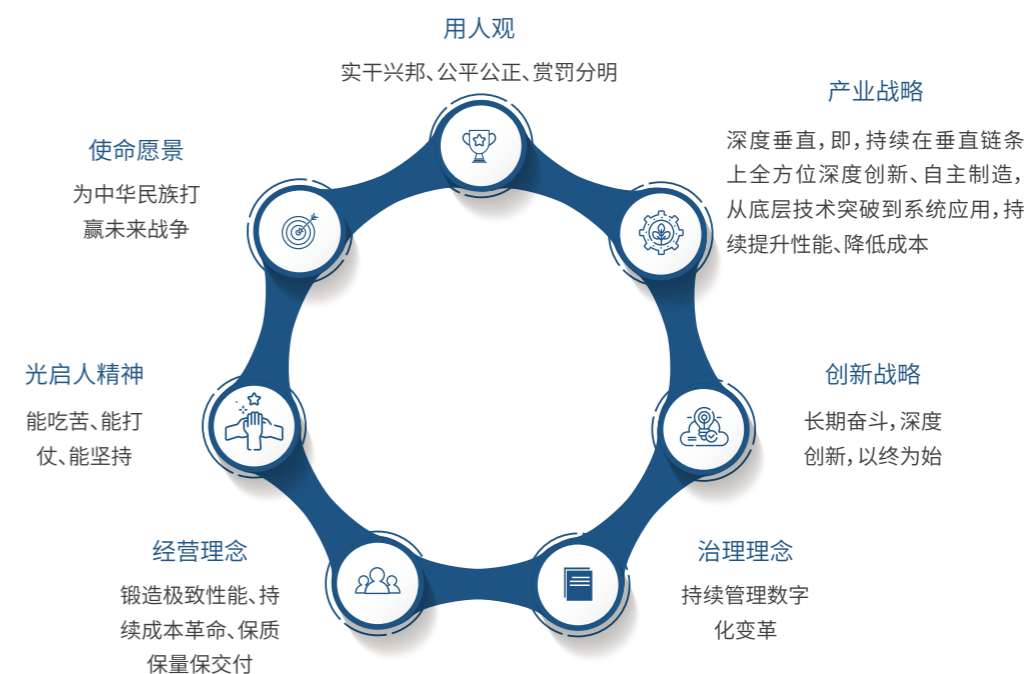 用人观
实干兴邦、公平公正、赏罚分明
产业战略
深度垂直，即，持续在垂直链条
上全方位深度创新、自主制造，
从底层技术突破到系统应用，持
续提升性能、降低成本
使命愿景
为中华民族打
赢未来战争
光启人精神
能吃苦、能打
仗、能坚持
创新战略
长期奋斗，深度
创新，以终为始
经营理念
锻造极致性能、持
续成本革命、保质
保量保交付
治理理念
持续管理数字
化变革